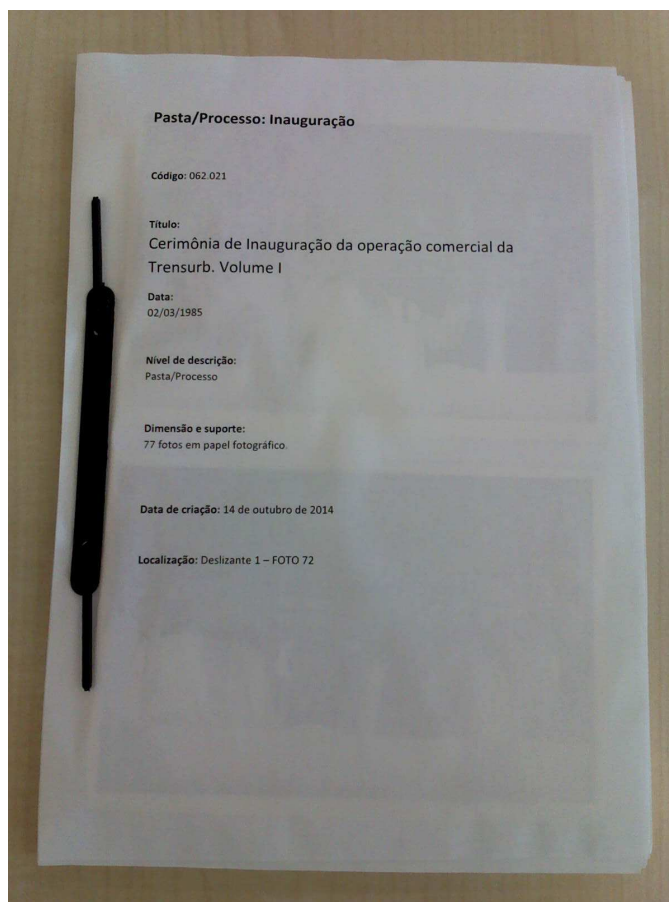 Pasta/Processo: Inauguração
Código: 062.021
Título:
Cerimônia de Inauguração da operação comercial da
Trensurb. Volume I
Data:
02/03/1985
Nível de descrição:
Pasta/Processo
Dimensão e suporte:
77 fotos em papel fotográfico.
Data de criação: 14 de outubro de 2014
Localização: Deslizante 1 – FOTO 72